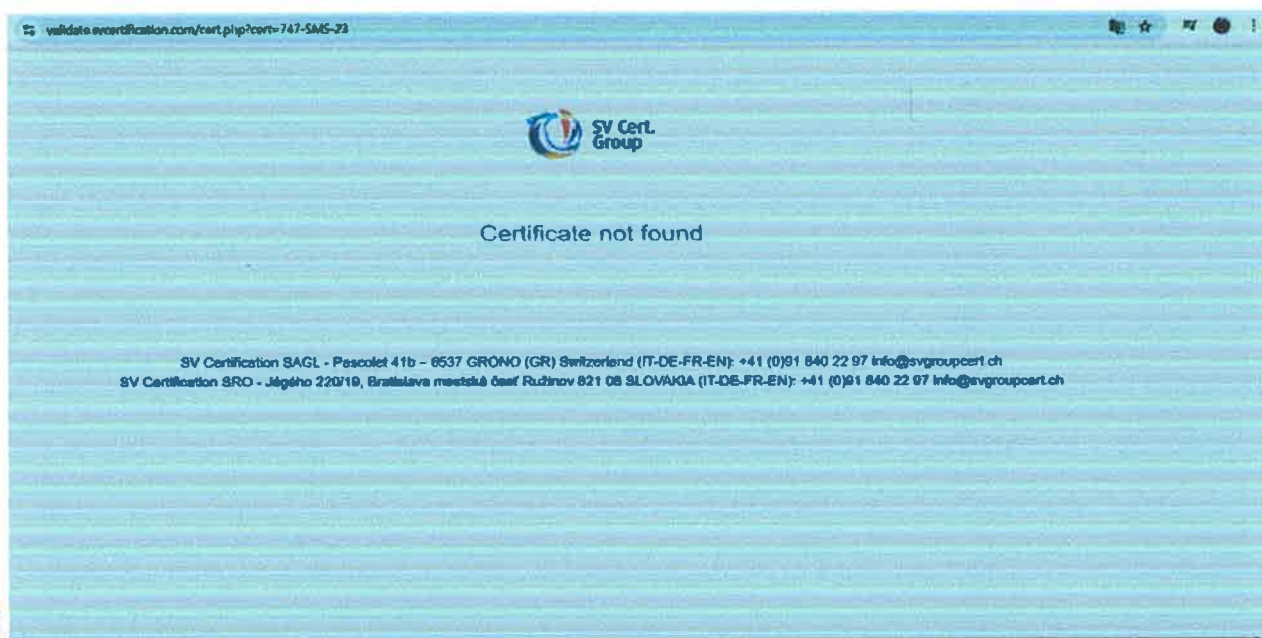 validate.svcertification.com/cert.php?cert=747-SMS-23
SV Cert.
Group
Certificate not found
SV Certification SAGL - Pascolet 41b – 6537 GRONO (GR) Switzerland (IT-DE-FR-EN): +41 (0)91 840 22 97 info@svgroupcert.ch
SV Certification SRO - Jégého 220/19, Bratislava mestská časť Ružinov 821 08 SLOVAKIA (IT-DE-FR-EN): +41 (0)91 840 22 97 info@svgroupcert.ch